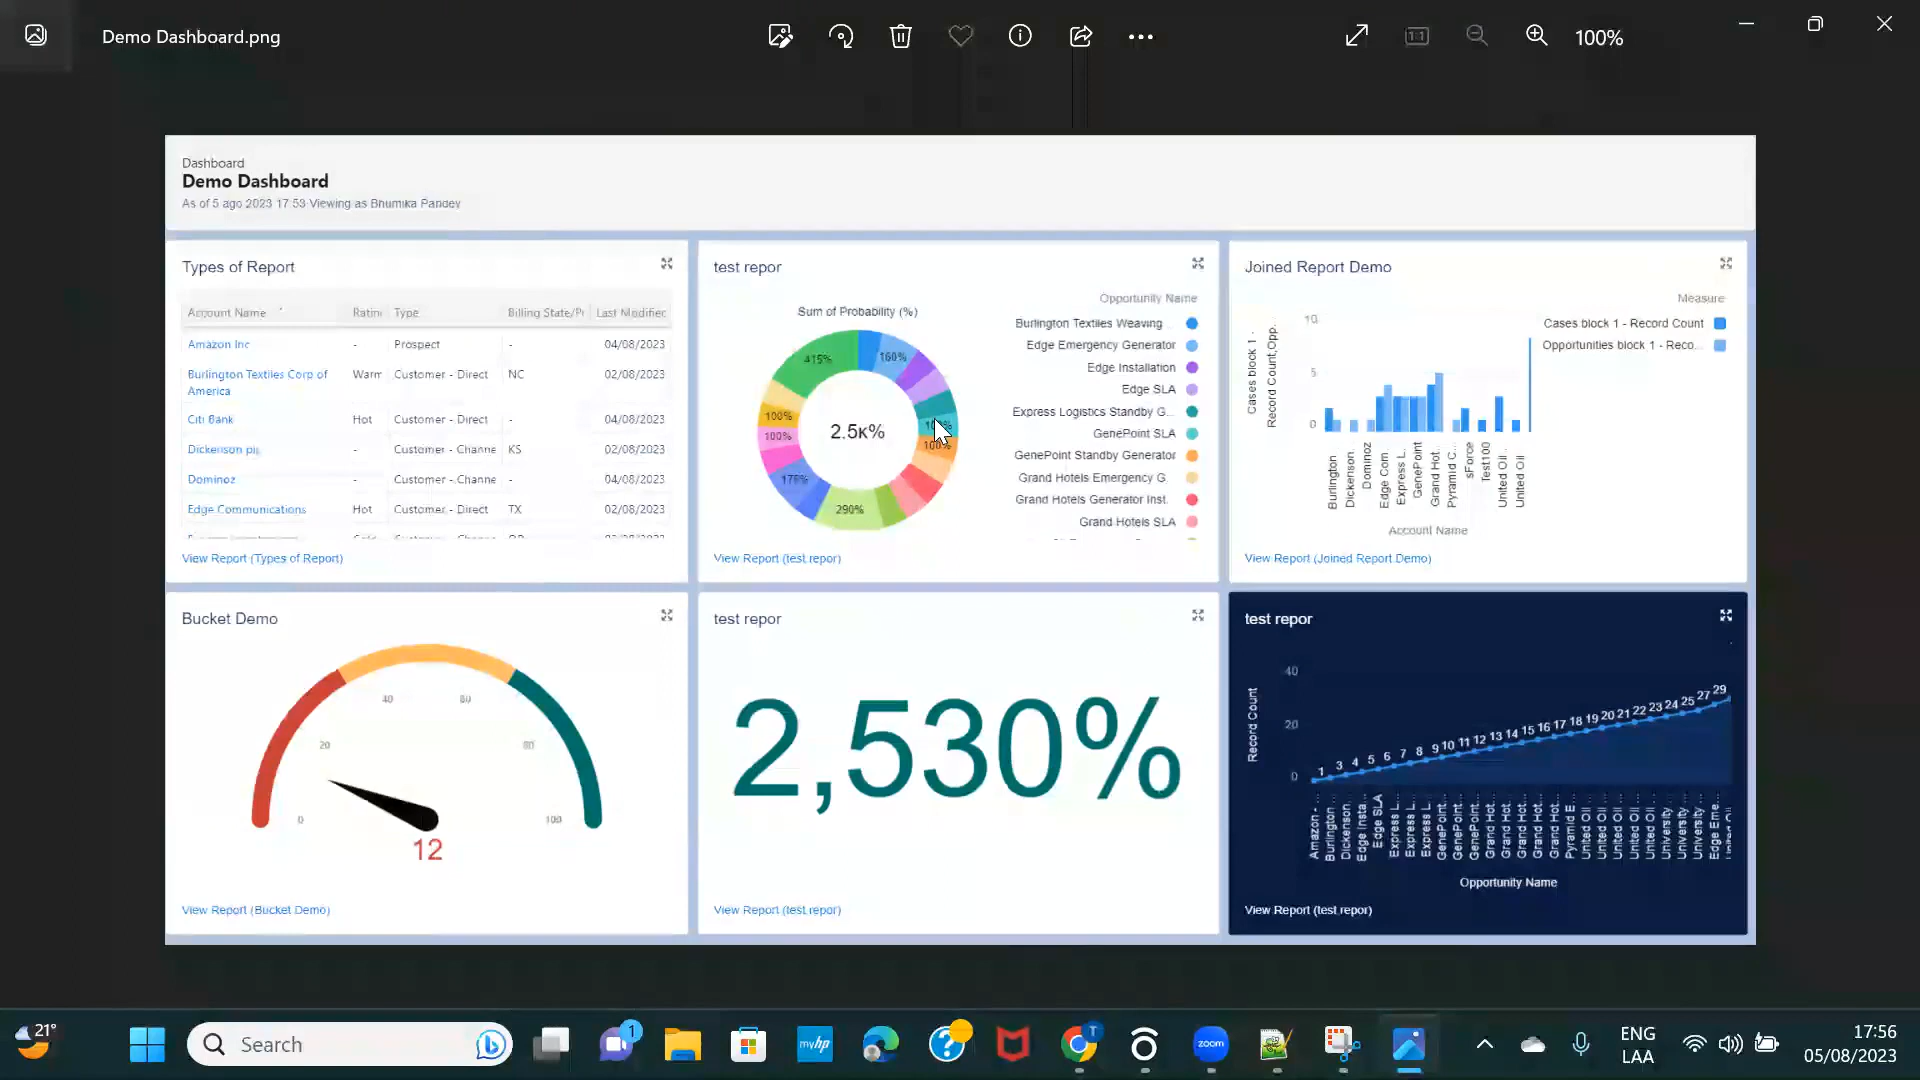 Demo Dashboard.png
100%
Dashboard
Demo Dashboard
As of 5 ago 2023 17:53·Viewing as Bhumika Pandey
Types of Report
Account Name Type Billing State/Pr Last Modified
Amazon Inc - Prospect - 04/08/2023
Burlington Textiles Corp of America Warm Customer - Direct NC 02/08/2023
Citi Bank Hot Customer - Direct - 04/08/2023
Dickenson plc - Customer - Channe KS 02/08/2023
Dominoz - Customer - Channe - 04/08/2023
Edge Communications Hot Customer - Direct TX 02/08/2023
View Report (Types of Report)
test repor
Sum of Probability (%)
415%
160%
100%
100%
100%
290%
2.5K%
Opportunity Name
Burlington Textiles Weaving
Edge Emergency Generator
Edge Installation
Edge SLA
Express Logistics Standby G...
GenePoint SLA
GenePoint Standby Generator
Grand Hotels Emergency G
Grand Hotels Generator Inst.
Grand Hotels SLA
View Report (test repor)
Joined Report Demo
Measure
Cases block 1 - Record Count
Opportunities block 1 - Reco...
Cases block 1 -
Record Count,Opp...
10
5
0
Burlington
Dickenson.
Dominoz
Edge Com.
Express L.
GenePoint
Grand Hot.
Pyramid C...
sForce
Test100
United Oil..
United Oil
Account Name
View Report (Joined Report Demo)
Bucket Demo
0
20
40
60
80
100
12
View Report (Bucket Demo)
test repor
2,530%
View Report (test repor)
test repor
Record Count
40
20
0
1 3 4 5 6 7 8 9 10 11 12 13 14 15 16 17 18 19 20 21 22 23 24 25 27 29
Amazon - ...
Burlington ...
Dickenson...
Edge Insta...
Edge SLA
Express L...
Express L...
Express L...
GenePoint...
GenePoint...
GenePoint...
Grand Hot...
Grand Hot...
Grand Hot...
Grand Hot...
Grand Hot...
Pyramid E...
United Oil ...
United Oil ...
United Oil ...
United Oil ...
United Oil ...
University ...
University ...
University ...
Edge Eme...
Opportunity Name
View Report (test repor)
21°
Search
1
myhp
T
zoom
ENG
LAA
17:56
05/08/2023